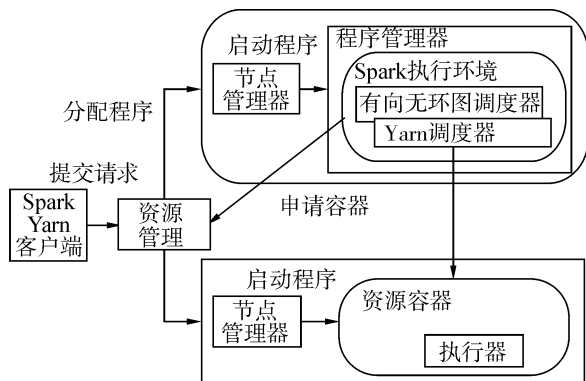 启动程序
程序管理器
节点
管理器
Spark执行环境
有向无环图调度器
Yarn调度器
分配程序
提交请求
Spark
Yarn
客户端
资源
管理
申请容器
启动程序
节点
管理器
资源容器
执行器